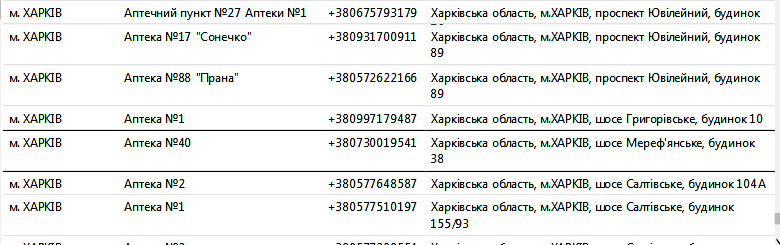 м. ХАРКІВ Аптечний пункт №27 Аптеки №1 +380675793179 Харківська область, м.ХАРКІВ, проспект Ювілейний, будинок
м. ХАРКІВ Аптека №17 "Сонечко" +380931700911 Харківська область, м.ХАРКІВ, проспект Ювілейний, будинок
89
м. ХАРКІВ Аптека №88 "Прана" +380572622166 Харківська область, м.ХАРКІВ, проспект Ювілейний, будинок
89
м. ХАРКІВ Аптека №1 +380997179487 Харківська область, м.ХАРКІВ, шосе Григорівське, будинок 10
м. ХАРКІВ Аптека №40 +380730019541 Харківська область, м.ХАРКІВ, шосе Мереф'янське, будинок
38
м. ХАРКІВ Аптека №2 +380577648587 Харківська область, м.ХАРКІВ, шосе Салтівське, будинок 104А
м. ХАРКІВ Аптека №1 +380577510197 Харківська область, м.ХАРКІВ, шосе Салтівське, будинок
155/93